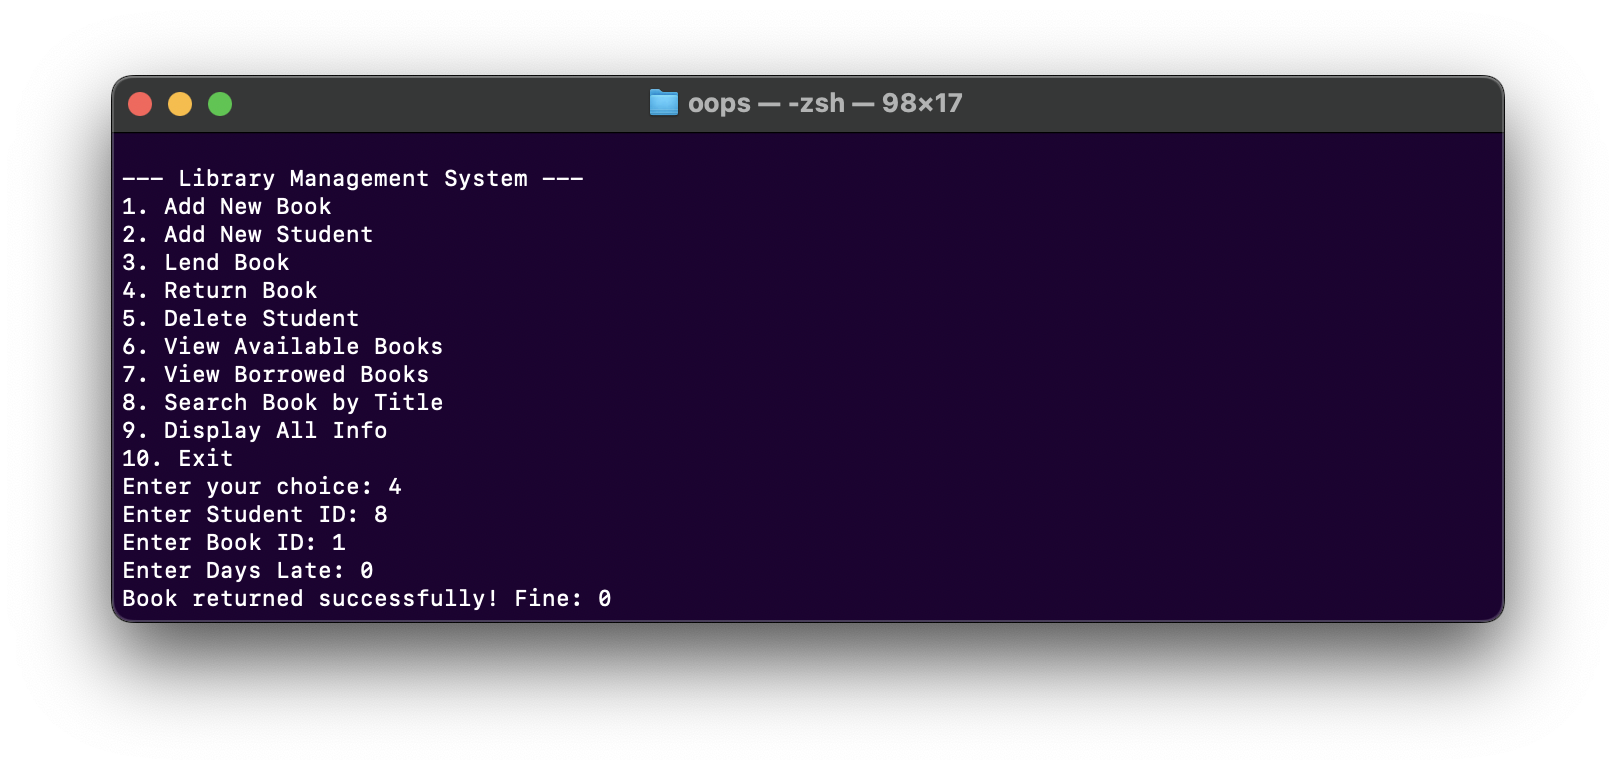 oops — -zsh — 98×17
--- Library Management System ---
1. Add New Book
2. Add New Student
3. Lend Book
4. Return Book
5. Delete Student
6. View Available Books
7. View Borrowed Books
8. Search Book by Title
9. Display All Info
10. Exit
Enter your choice: 4
Enter Student ID: 8
Enter Book ID: 1
Enter Days Late: 0
Book returned successfully! Fine: 0